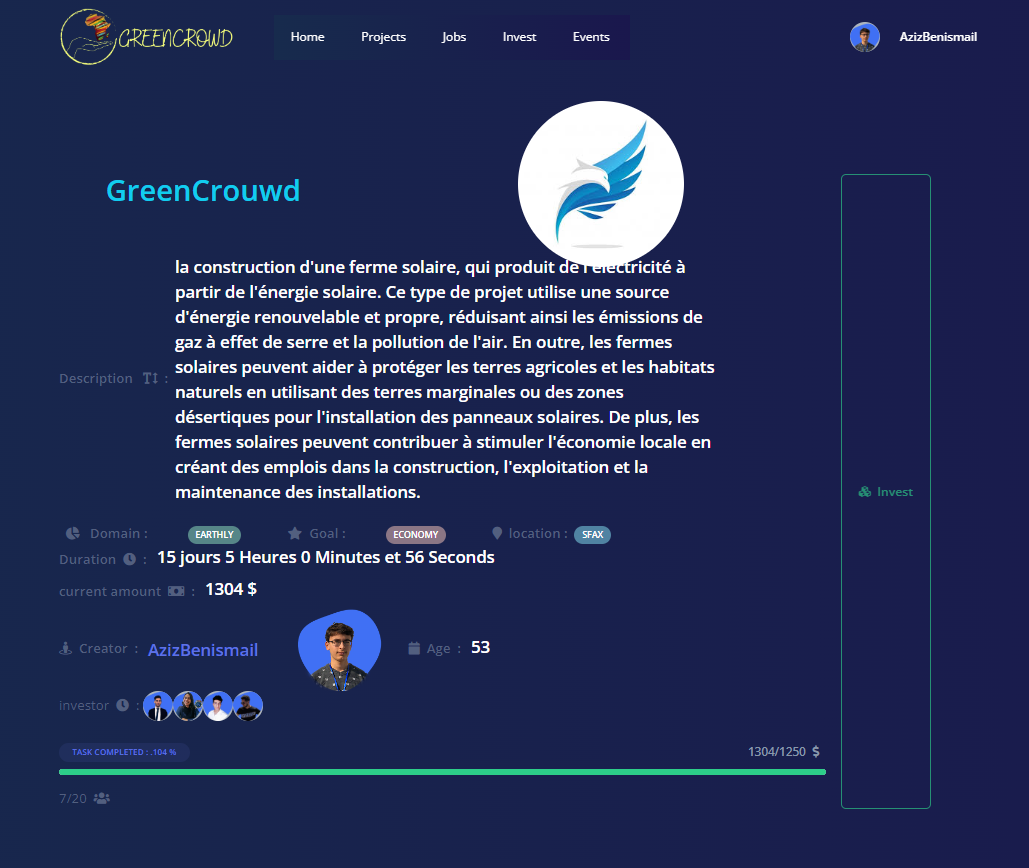 GREENCROWD
Home Projects Jobs Invest Events
AzizBenismail
GreenCrouwd
la construction d'une ferme solaire, qui produit de l'électricité à
partir de l'énergie solaire. Ce type de projet utilise une source
d'énergie renouvelable et propre, réduisant ainsi les émissions de
gaz à effet de serre et la pollution de l'air. En outre, les fermes
solaires peuvent aider à protéger les terres agricoles et les habitats
Description :
naturels en utilisant des terres marginales ou des zones
désertiques pour l'installation des panneaux solaires. De plus, les
fermes solaires peuvent contribuer à stimuler l'économie locale en
créant des emplois dans la construction, l'exploitation et la
maintenance des installations.
Invest
Domain : EARTHLY Goal : ECONOMY location : SFAX
Duration : 15 jours 5 Heures 0 Minutes et 56 Seconds
current amount : 1304 $
Creator : AzizBenismail Age : 53
investor :
TASK COMPLETED : .104 % 1304/1250 $
7/20